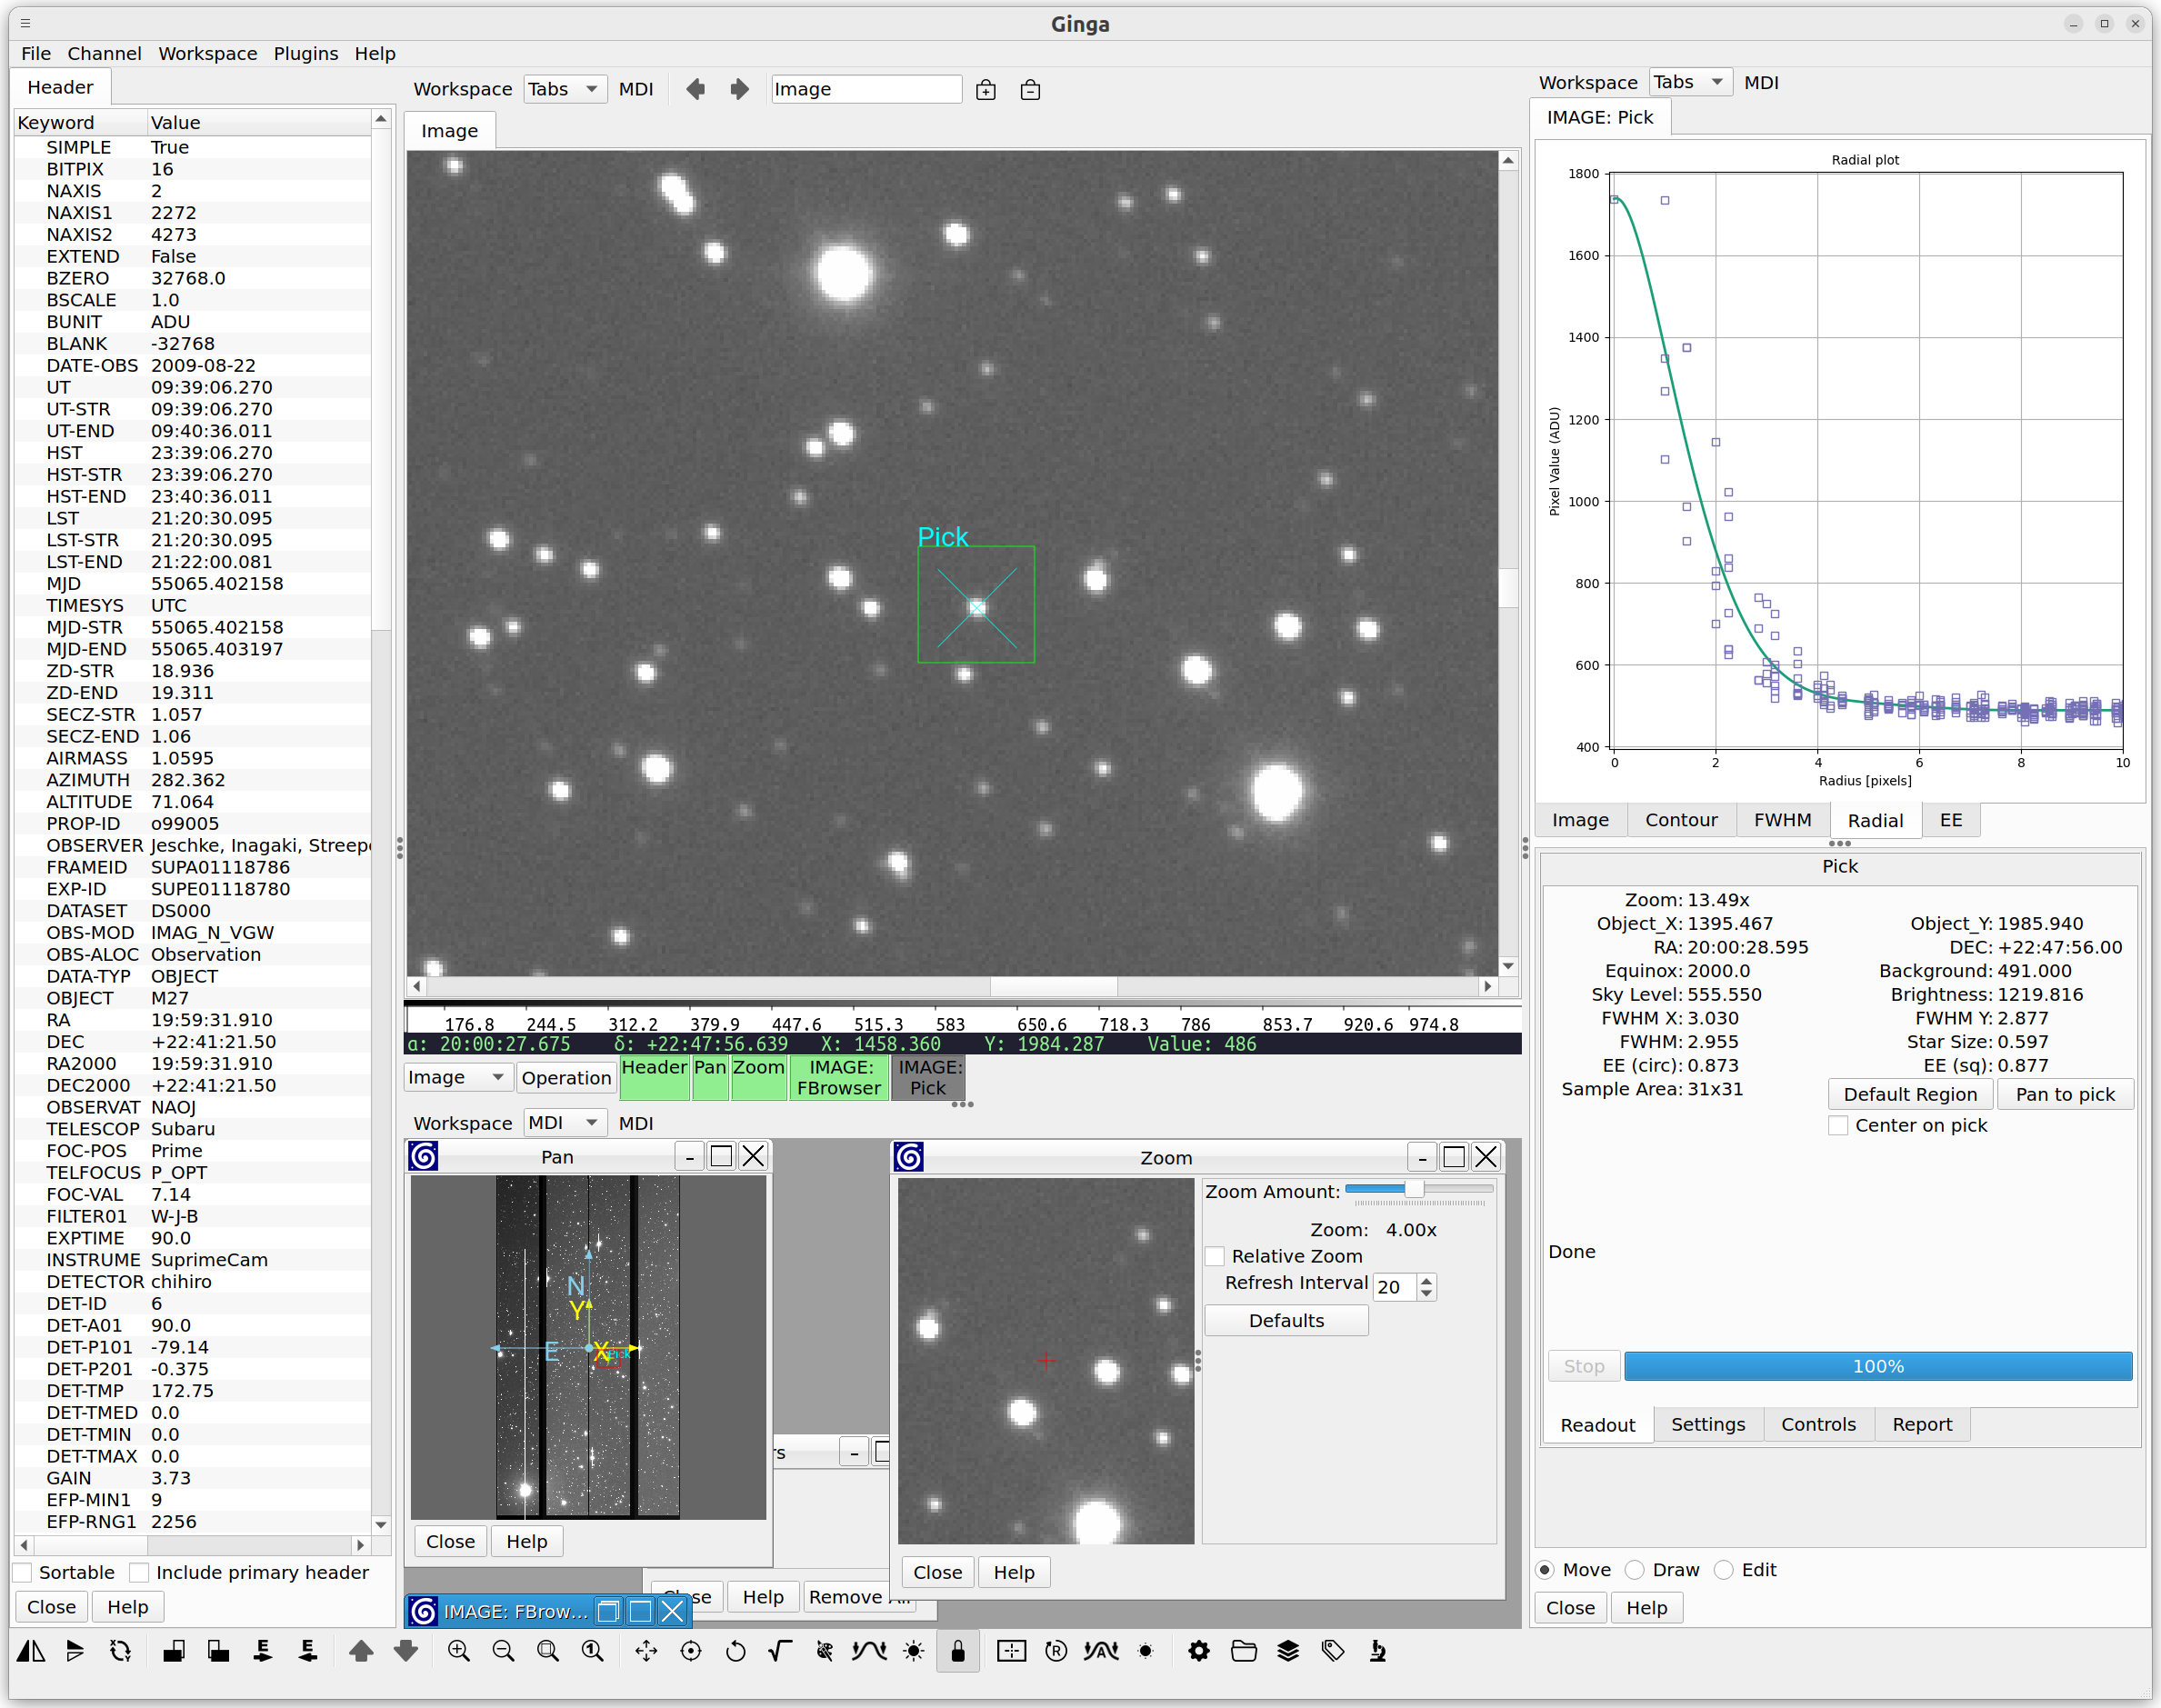 Ginga
File Channel Workspace Plugins Help
Header
Keyword Value
SIMPLE True
BITPIX 16
NAXIS 2
NAXIS1 2272
NAXIS2 4273
EXTEND False
BZERO 32768.0
BSCALE 1.0
BUNIT ADU
BLANK -32768
DATE-OBS 2009-08-22
UT 09:39:06.270
UT-STR 09:39:06.270
UT-END 09:40:36.011
HST 23:39:06.270
HST-STR 23:39:06.270
HST-END 23:40:36.011
LST 21:20:30.095
LST-STR 21:20:30.095
LST-END 21:22:00.081
MJD 55065.402158
TIMESYS UTC
MJD-STR 55065.402158
MJD-END 55065.403197
ZD-STR 18.936
ZD-END 19.311
SECZ-STR 1.057
SECZ-END 1.06
AIRMASS 1.0595
AZIMUTH 282.362
ALTITUDE 71.064
PROP-ID o99005
OBSERVER Jeschke, Inagaki, Streep
FRAMEID SUPA01118786
EXP-ID SUPE01118780
DATASET DS000
OBS-MOD IMAG_N_VGW
OBS-ALOC Observation
DATA-TYP OBJECT
OBJECT M27
RA 19:59:31.910
DEC +22:41:21.50
RA2000 19:59:31.910
DEC2000 +22:41:21.50
OBSERVAT NAOJ
TELESCOP Subaru
FOC-POS Prime
TELFOCUS P_OPT
FOC-VAL 7.14
FILTER01 W-J-B
EXPTIME 90.0
INSTRUME SuprimeCam
DETECTOR chihiro
DET-ID 6
DET-A01 90.0
DET-P101 -79.14
DET-P201 -0.375
DET-TMP 172.75
DET-TMED 0.0
DET-TMIN 0.0
DET-TMAX 0.0
GAIN 3.73
EFP-MIN1 9
EFP-RNG1 2256
Sortable Include primary header
Close Help
Workspace Tabs MDI Image
Image
Pick
176.8 244.5 312.2 379.9 447.6 515.3 583 650.6 718.3 786 853.7 920.6 974.8
α: 20:00:27.675 δ: +22:47:56.639 X: 1458.360 Y: 1984.287 Value: 486
Image Operation Header Pan Zoom IMAGE: FBrowser IMAGE: Pick
Workspace MDI MDI
Pan
N
Y
E X Pick
Close Help
rs
se Help Remove All
IMAGE: FBrow...
Zoom
Zoom Amount:
Zoom: 4.00x
Relative Zoom
Refresh Interval 20
Defaults
Close Help
Workspace Tabs MDI
IMAGE: Pick
Radial plot
1800
1600
1400
1200
1000
800
600
400
Pixel Value (ADU)
0 2 4 6 8 10
Radius [pixels]
Image Contour FWHM Radial EE
Pick
Zoom: 13.49x
Object_X: 1395.467 Object_Y: 1985.940
RA: 20:00:28.595 DEC: +22:47:56.00
Equinox: 2000.0 Background: 491.000
Sky Level: 555.550 Brightness: 1219.816
FWHM X: 3.030 FWHM Y: 2.877
FWHM: 2.955 Star Size: 0.597
EE (circ): 0.873 EE (sq): 0.877
Sample Area: 31x31 Default Region Pan to pick
Center on pick
Done
Stop 100%
Readout Settings Controls Report
Move Draw Edit
Close Help